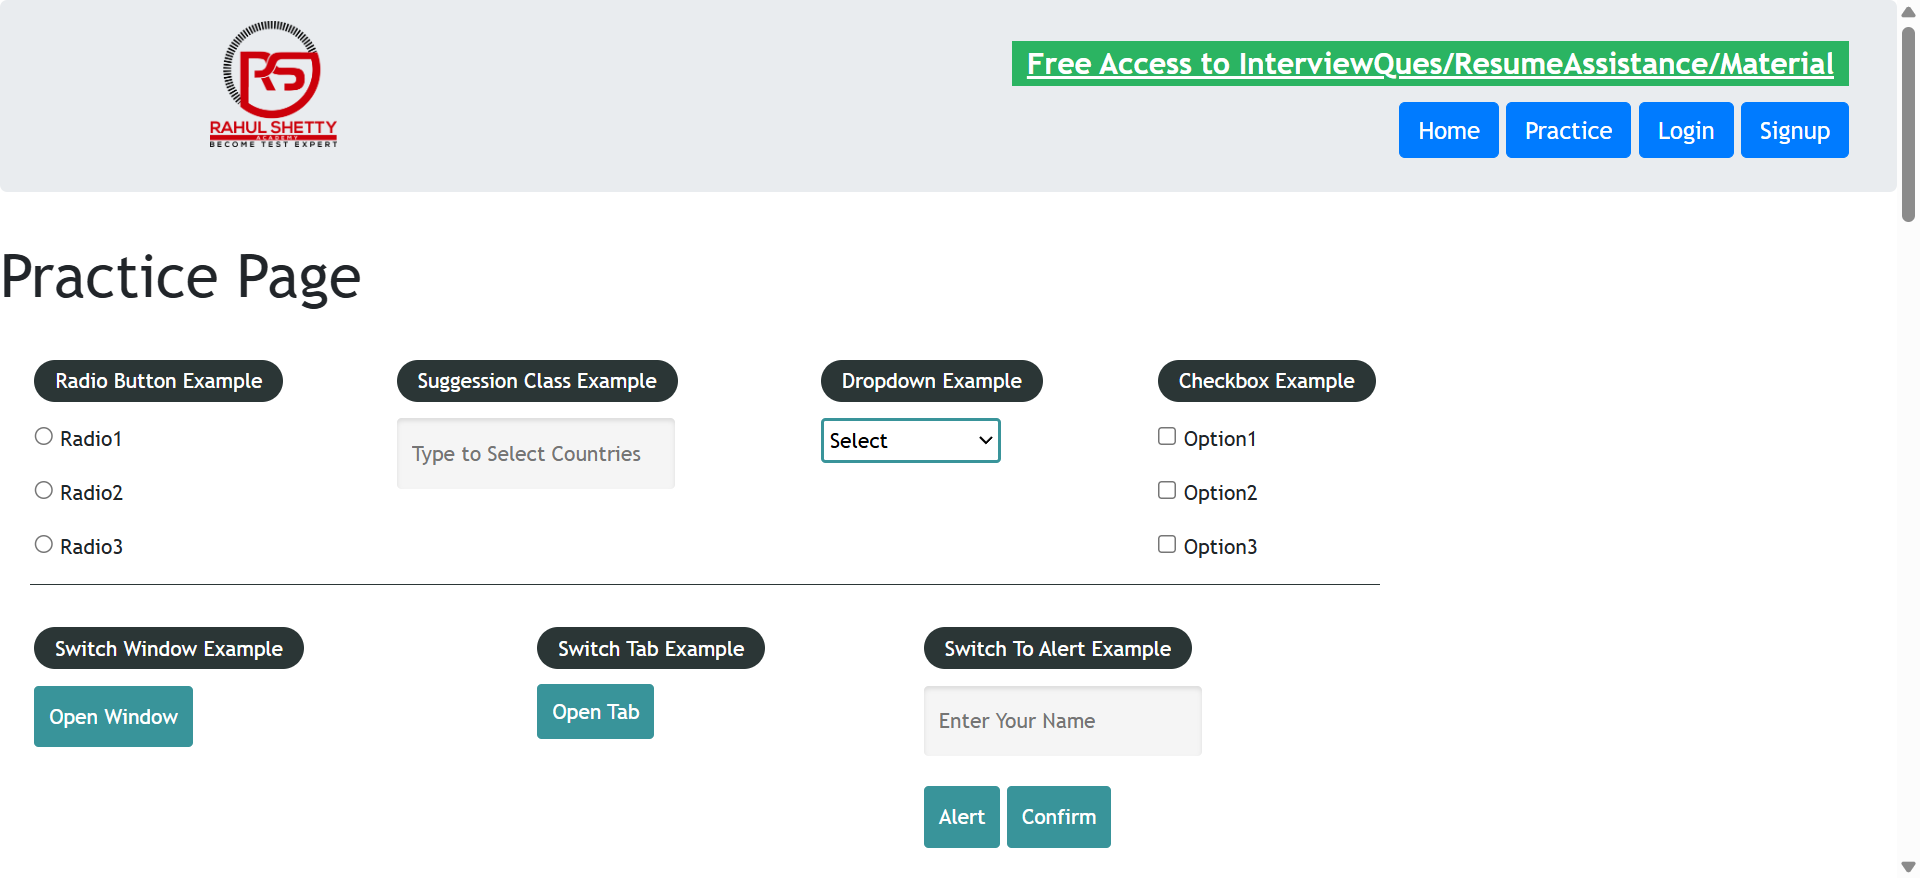 RS
RAHUL SHETTY
ACADEMY
BECOME TEST EXPERT
Free Access to InterviewQues/ResumeAssistance/Material
Home Practice Login Signup
Practice Page
Radio Button Example
Radio1
Radio2
Radio3
Suggession Class Example
Type to Select Countries
Dropdown Example
Select
Checkbox Example
Option1
Option2
Option3
Switch Window Example
Open Window
Switch Tab Example
Open Tab
Switch To Alert Example
Enter Your Name
Alert Confirm